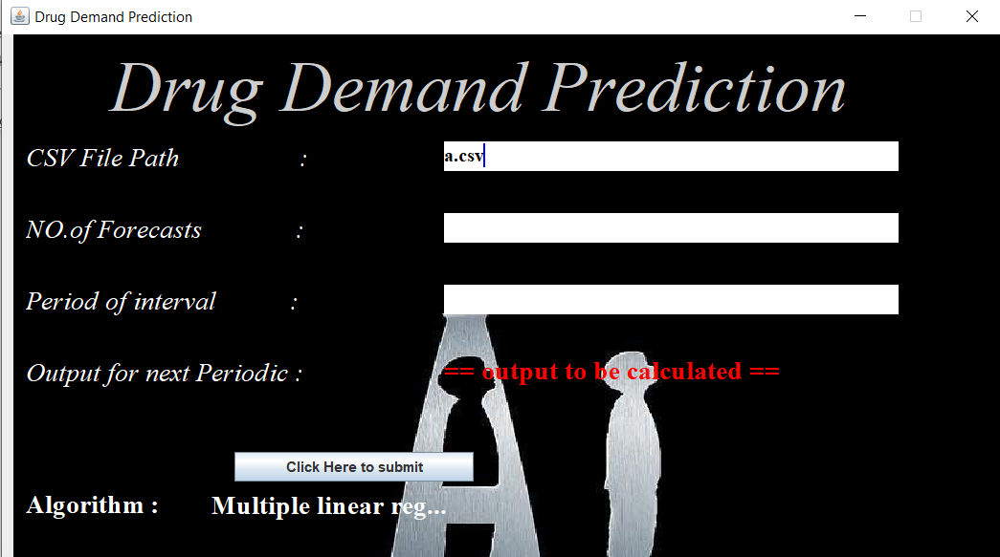 Drug Demand Prediction
Drug Demand Prediction
CSV File Path : a.csv
NO.of Forecasts :
Period of interval :
Output for next Periodic : == output to be calculated ==
Click Here to submit
Algorithm : Multiple linear reg...